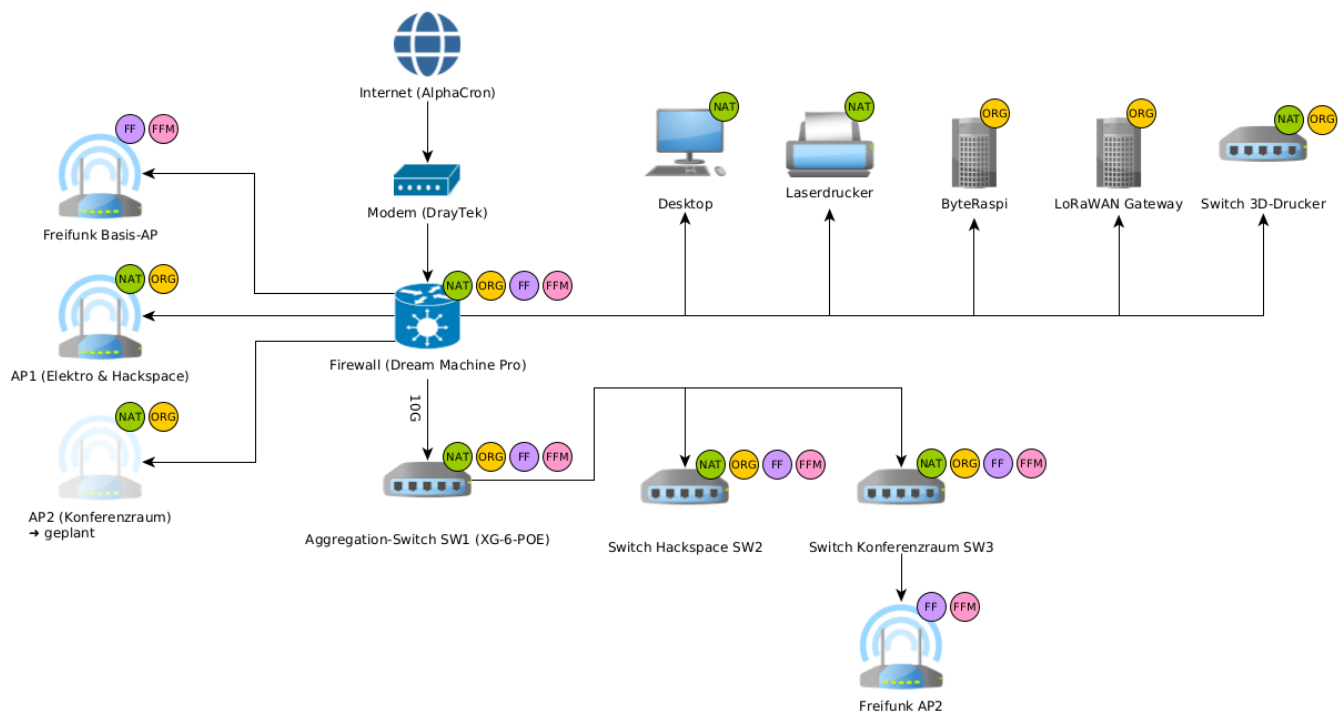 Internet (AlphaCron)
Modem (DrayTek)
FF FFM
Freifunk Basis-AP
NAT ORG
AP1 (Elektro & Hackspace)
NAT ORG
AP2 (Konferenzraum)
➔ geplant
NAT ORG FF FFM
Firewall (Dream Machine Pro)
NAT
Desktop
NAT
Laserdrucker
ORG
ByteRaspi
ORG
LoRaWAN Gateway
NAT ORG
Switch 3D-Drucker
10G
NAT ORG FF FFM
Aggregation-Switch SW1 (XG-6-POE)
NAT ORG FF FFM
Switch Hackspace SW2
NAT ORG FF FFM
Switch Konferenzraum SW3
FF FFM
Freifunk AP2